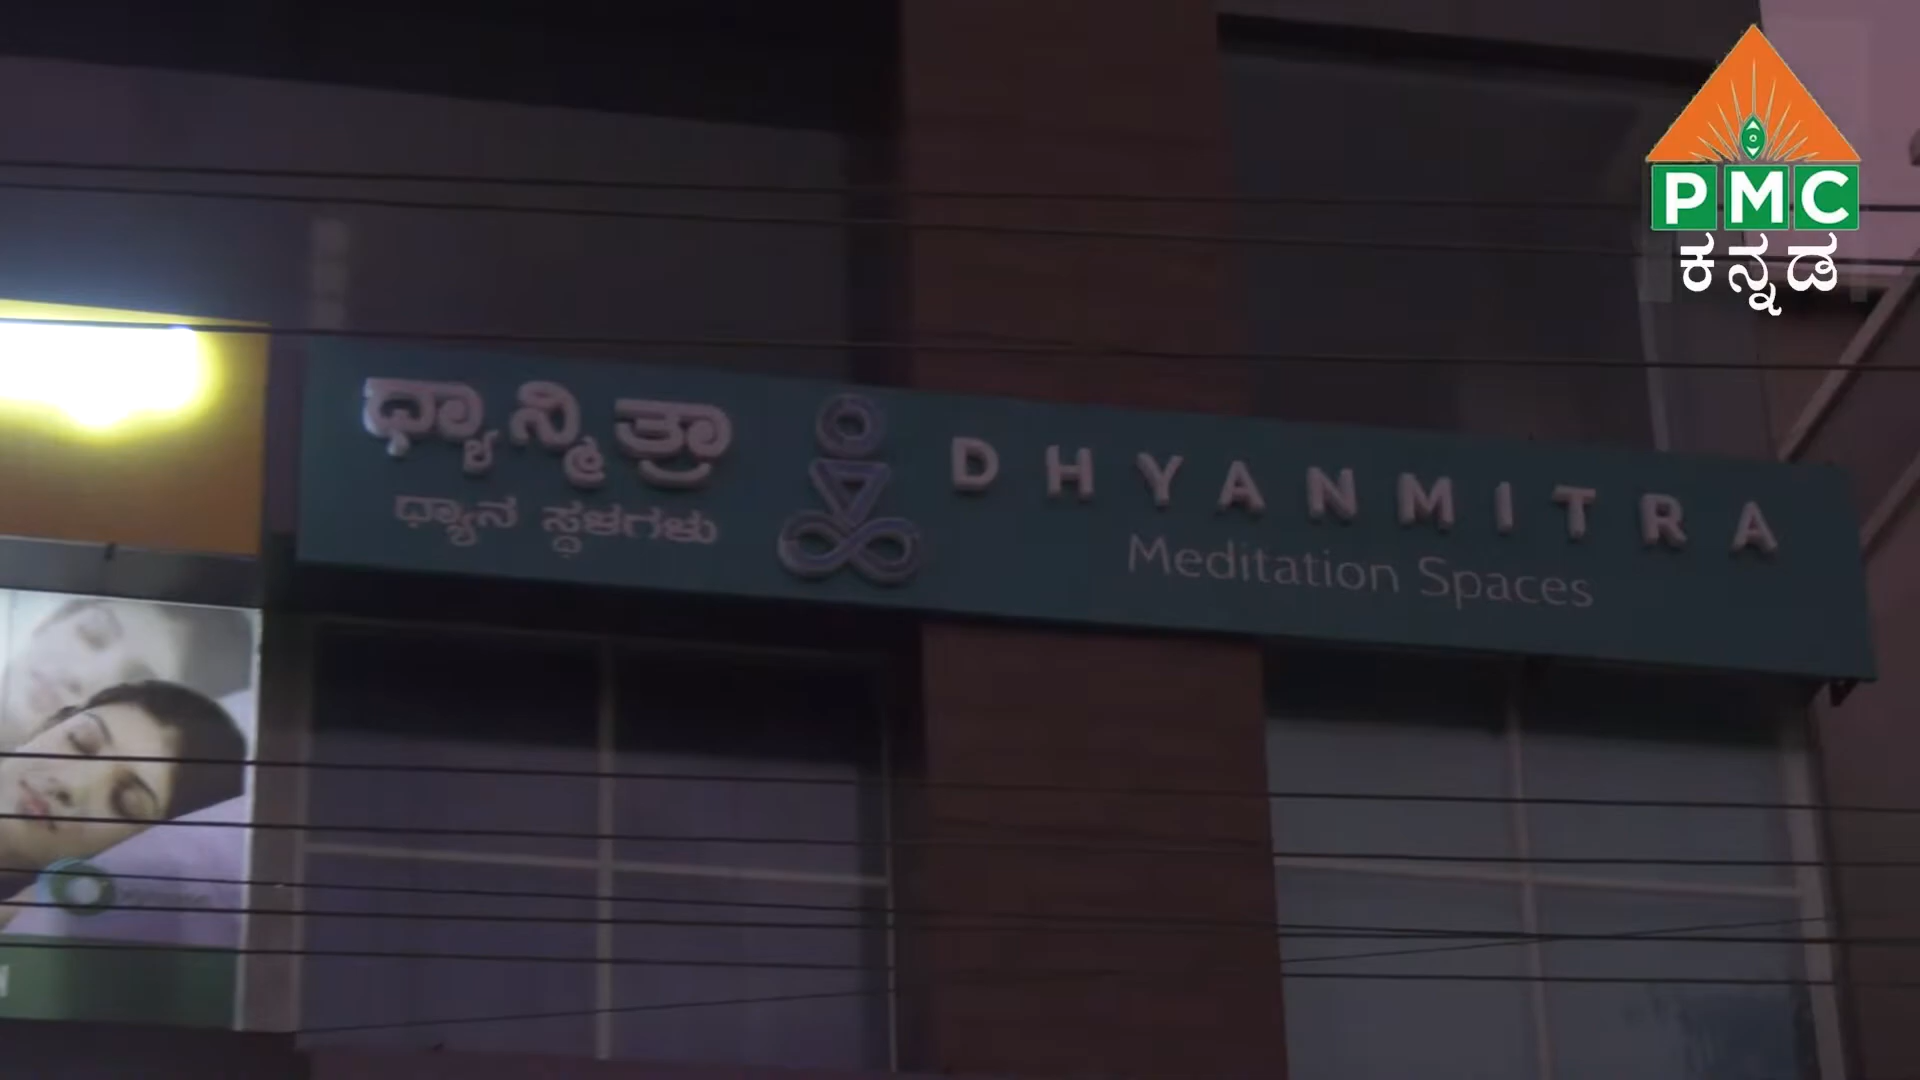 PMC
ಕನ್ನಡ
ಧ್ಯಾನ್ಮಿತ್ರಾ
ಧ್ಯಾನ ಸ್ಥಳಗಳು
DHYANMITRA
Meditation Spaces